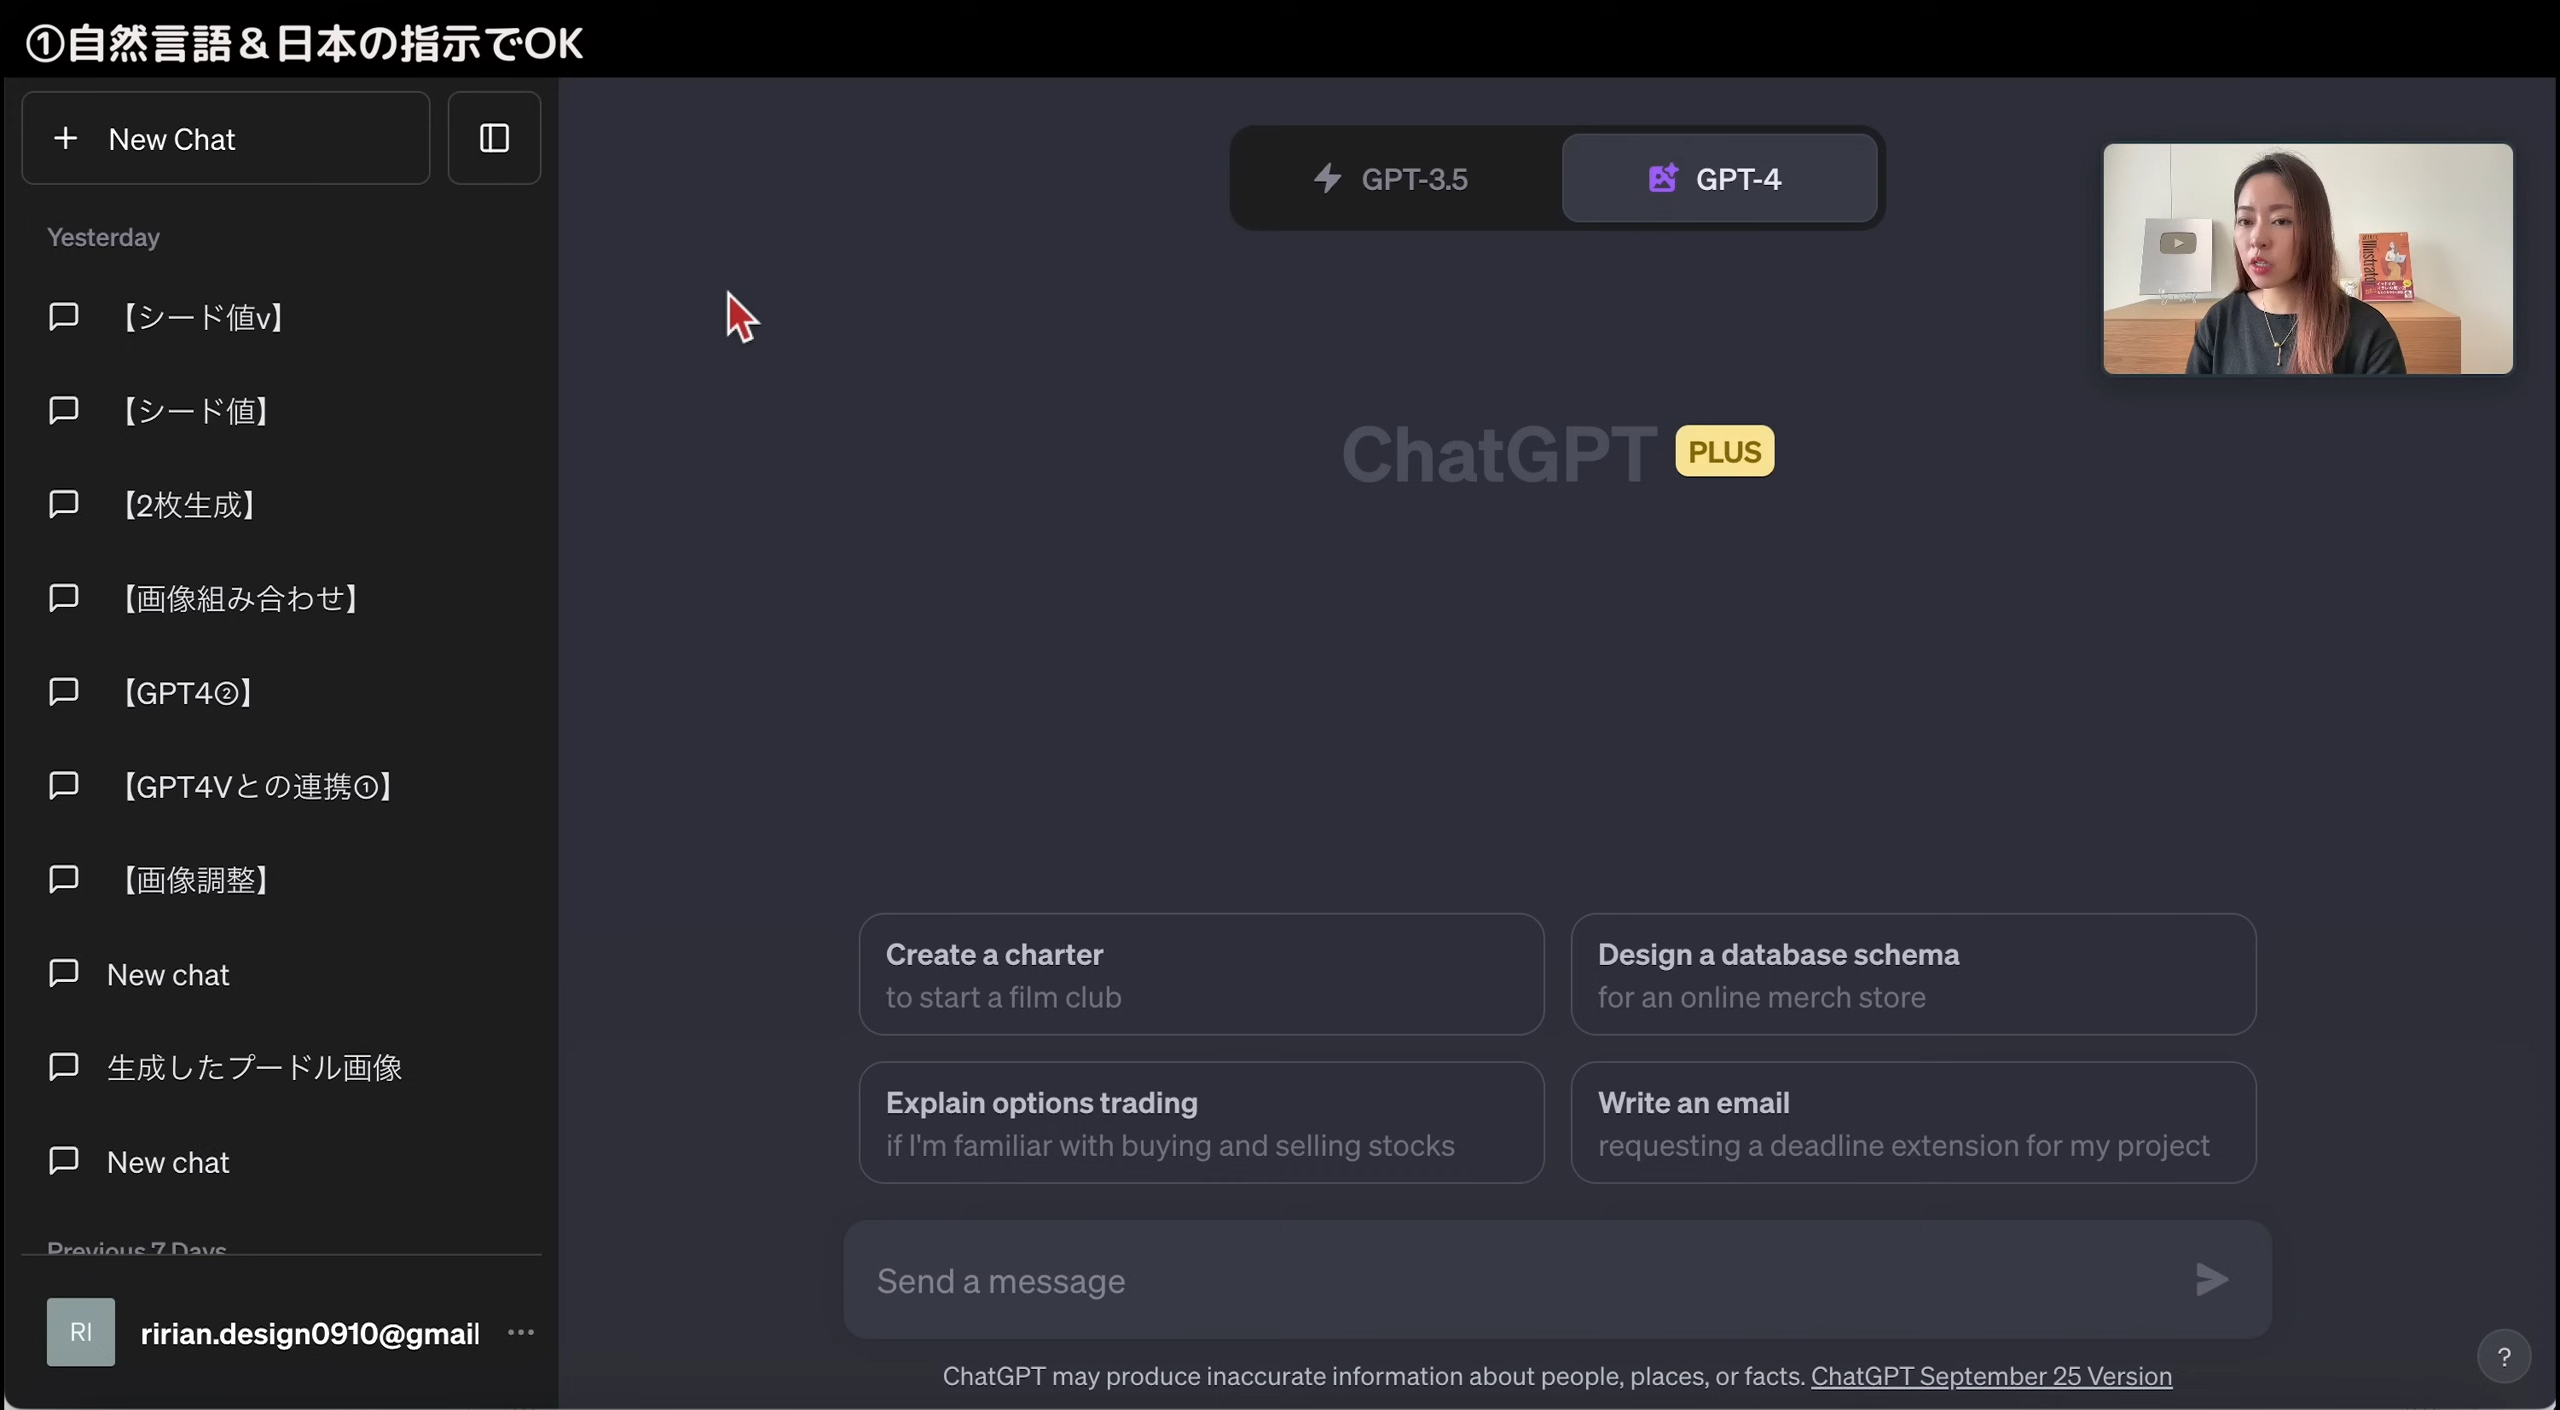 ①自然言語＆日本の指示でOK
New Chat
Yesterday
【シード値v】
【シード値】
【2枚生成】
【画像組み合わせ】
【GPT4②】
【GPT4Vとの連携①】
【画像調整】
New chat
生成したプードル画像
New chat
Previous 7 Days
RI
ririan.design0910@gmail
GPT-3.5
GPT-4
ChatGPT PLUS
Create a charter
to start a film club
Design a database schema
for an online merch store
Explain options trading
if I'm familiar with buying and selling stocks
Write an email
requesting a deadline extension for my project
Send a message
ChatGPT may produce inaccurate information about people, places, or facts. ChatGPT September 25 Version
?
Illustrator